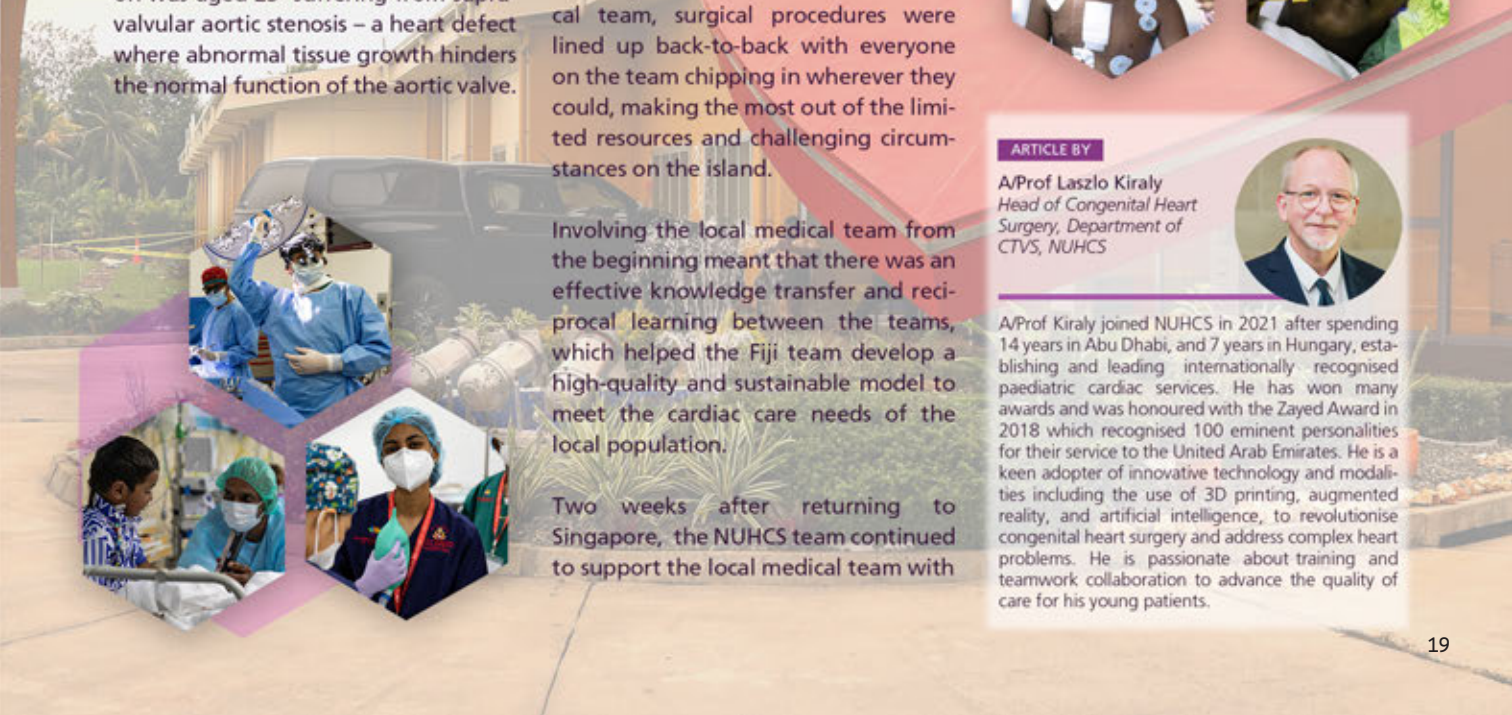 valvular aortic stenosis – a heart defect
where abnormal tissue growth hinders
the normal function of the aortic valve.
cal team, surgical procedures were
lined up back-to-back with everyone
on the team chipping in wherever they
could, making the most out of the limi-
ted resources and challenging circum-
stances on the island.
Involving the local medical team from
the beginning meant that there was an
effective knowledge transfer and reci-
procal learning between the teams,
which helped the Fiji team develop a
high-quality and sustainable model to
meet the cardiac care needs of the
local population.
Two weeks after returning to
Singapore, the NUHCS team continued
to support the local medical team with
ARTICLE BY
A/Prof Laszlo Kiraly
Head of Congenital Heart
Surgery, Department of
CTVS, NUHCS
A/Prof Kiraly joined NUHCS in 2021 after spending
14 years in Abu Dhabi, and 7 years in Hungary, esta-
blishing and leading internationally recognised
paediatric cardiac services. He has won many
awards and was honoured with the Zayed Award in
2018 which recognised 100 eminent personalities
for their service to the United Arab Emirates. He is a
keen adopter of innovative technology and modali-
ties including the use of 3D printing, augmented
reality, and artificial intelligence, to revolutionise
congenital heart surgery and address complex heart
problems. He is passionate about training and
teamwork collaboration to advance the quality of
care for his young patients.
19